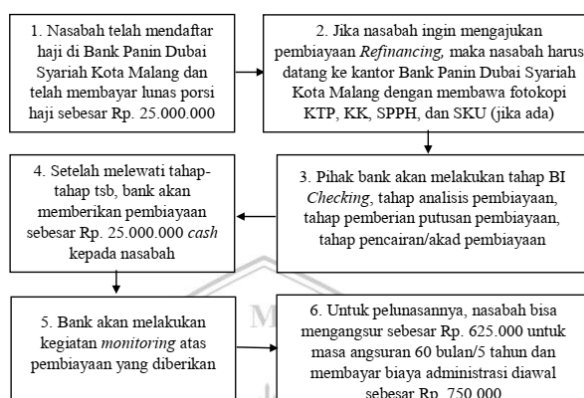 1. Nasabah telah mendaftar
haji di Bank Panin Dubai
Syariah Kota Malang dan
telah membayar lunas porsi
haji sebesar Rp. 25.000.000
2. Jika nasabah ingin mengajukan
pembiayaan Refinancing, maka nasabah harus
datang ke kantor Bank Panin Dubai Syariah
Kota Malang dengan membawa fotokopi
KTP, KK, SPPH, dan SKU (jika ada)
3. Pihak bank akan melakukan tahap BI
Checking, tahap analisis pembiayaan,
tahap pemberian putusan pembiayaan,
tahap pencairan/akad pembiayaan
4. Setelah melewati tahap-
tahap tsb, bank akan
memberikan pembiayaan
sebesar Rp. 25.000.000 cash
kepada nasabah
5. Bank akan melakukan
kegiatan monitoring atas
pembiayaan yang diberikan
6. Untuk pelunasannya, nasabah bisa
mengangsur sebesar Rp. 625.000 untuk
masa angsuran 60 bulan/5 tahun dan
membayar biaya administrasi diawal
sebesar Rp. 750.000